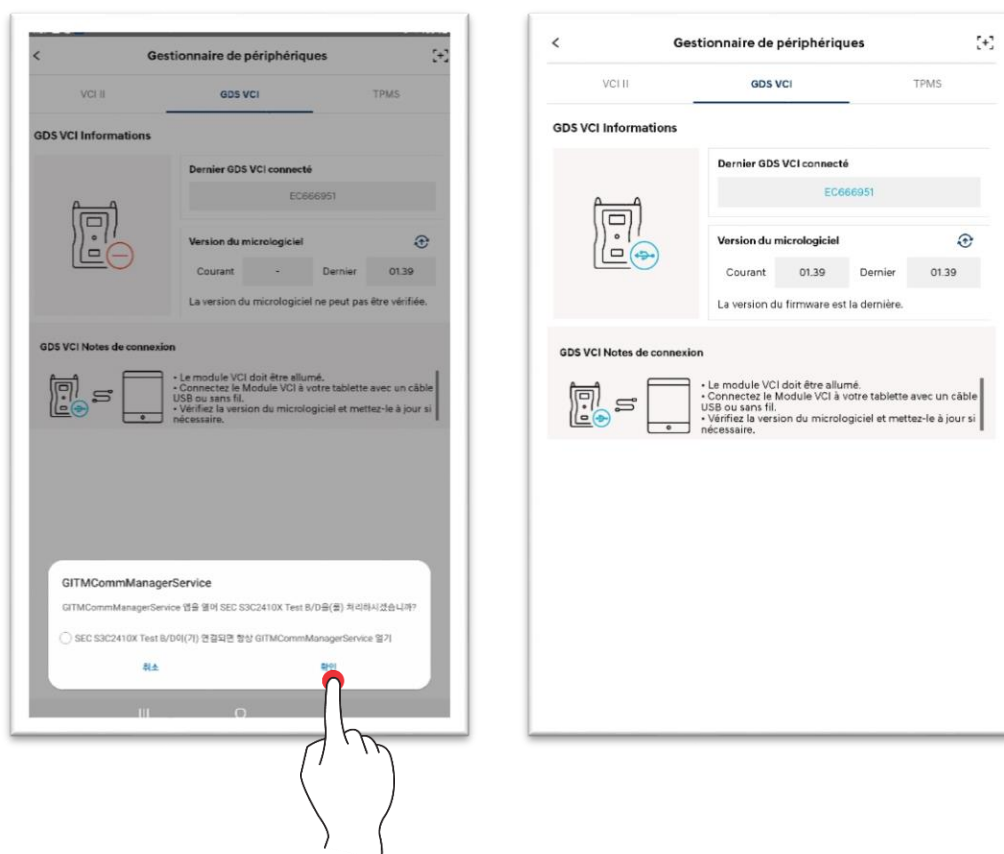 Gestionnaire de périphériques
VCI II
GDS VCI
TPMS
GDS VCI Informations
Dernier GDS VCI connecté
EC666951
Version du micrologiciel
Courant
-
Dernier
01.39
La version du micrologiciel ne peut pas être vérifiée.
GDS VCI Notes de connexion
• Le module VCI doit être allumé.
• Connectez le Module VCI à votre tablette avec un câble
USB ou sans fil.
• Vérifiez la version du micrologiciel et mettez-le à jour si
nécessaire.
GITMCommManagerService
GITMCommManagerService 앱을 열어 SEC S3C2410X Test B/D을(를) 처리하시겠습니까?
SEC S3C2410X Test B/D이(가) 연결되면 항상 GITMCommManagerService 열기
취소
확인
Gestionnaire de périphériques
VCI II
GDS VCI
TPMS
GDS VCI Informations
Dernier GDS VCI connecté
EC666951
Version du micrologiciel
Courant
01.39
Dernier
01.39
La version du firmware est la dernière.
GDS VCI Notes de connexion
• Le module VCI doit être allumé.
• Connectez le Module VCI à votre tablette avec un câble
USB ou sans fil.
• Vérifiez la version du micrologiciel et mettez-le à jour si
nécessaire.